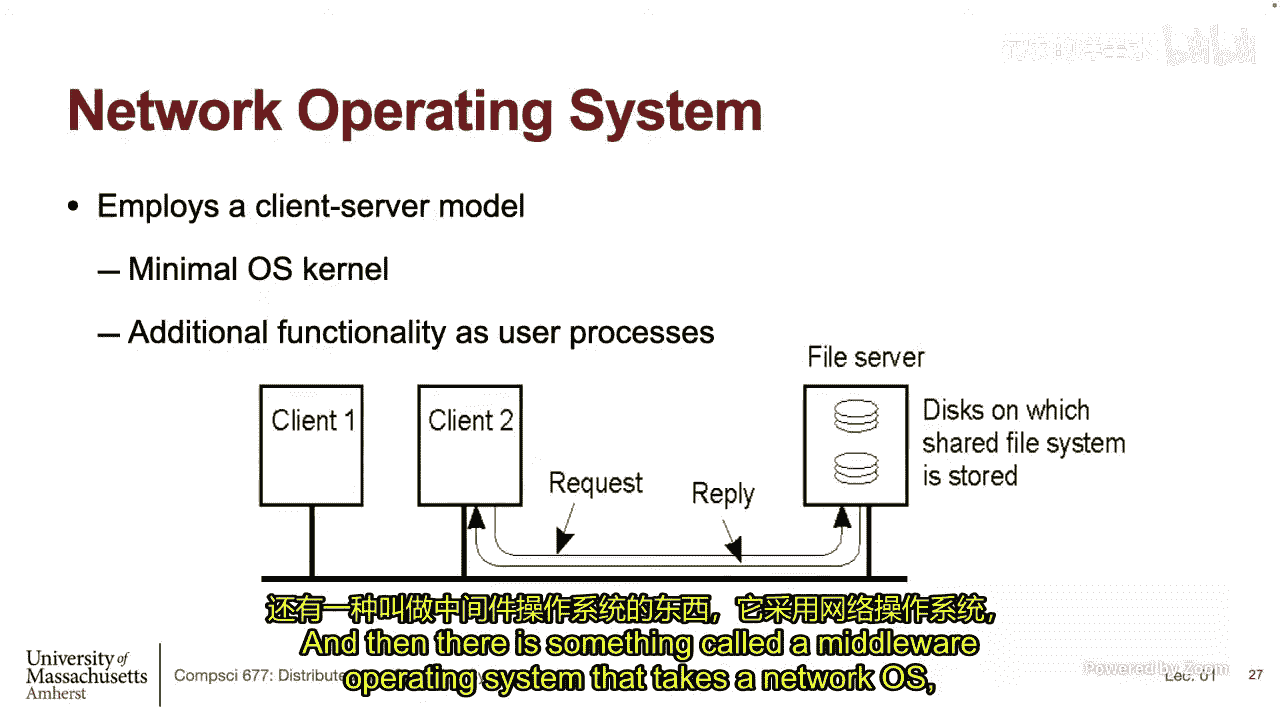 Network Operating System
• Employs a client-server model
– Minimal OS kernel
– Additional functionality as user processes
File server
Client 1
Client 2
Disks on which
shared file system
is stored
Request
Reply
还有一种叫做中间件操作系统的东西，它采用网络操作系统，
And then there is something called a middleware
operating system that takes a network OS,
University of
Massachusetts
Amherst
Compsci 677: Distribute
Powered by Zoom
Lec. 01
27